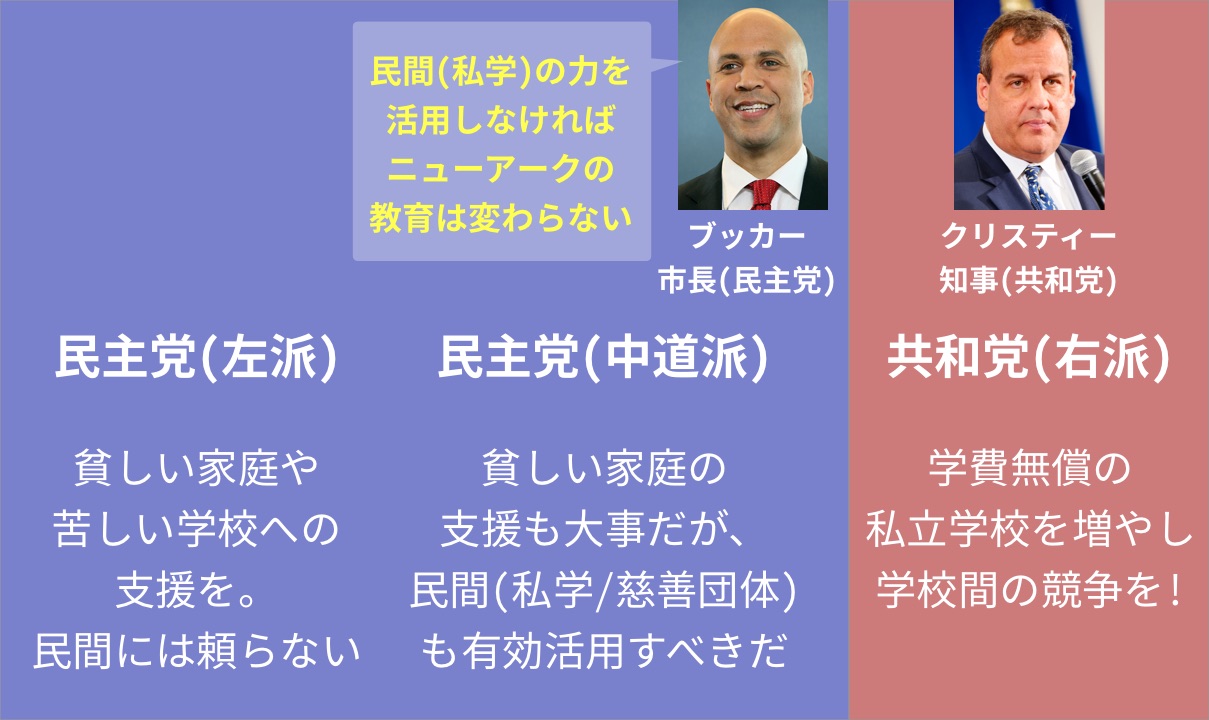 民間(私学)の力を
活用しなければ
ニューアークの
教育は変わらない
ブッカー
市長(民主党)
クリスティー
知事(共和党)
民主党(左派)
貧しい家庭や
苦しい学校への
支援を。
民間には頼らない
民主党(中道派)
貧しい家庭の
支援も大事だが、
民間(私学/慈善団体)
も有効活用すべきだ
共和党(右派)
学費無償の
私立学校を増やし
学校間の競争を!